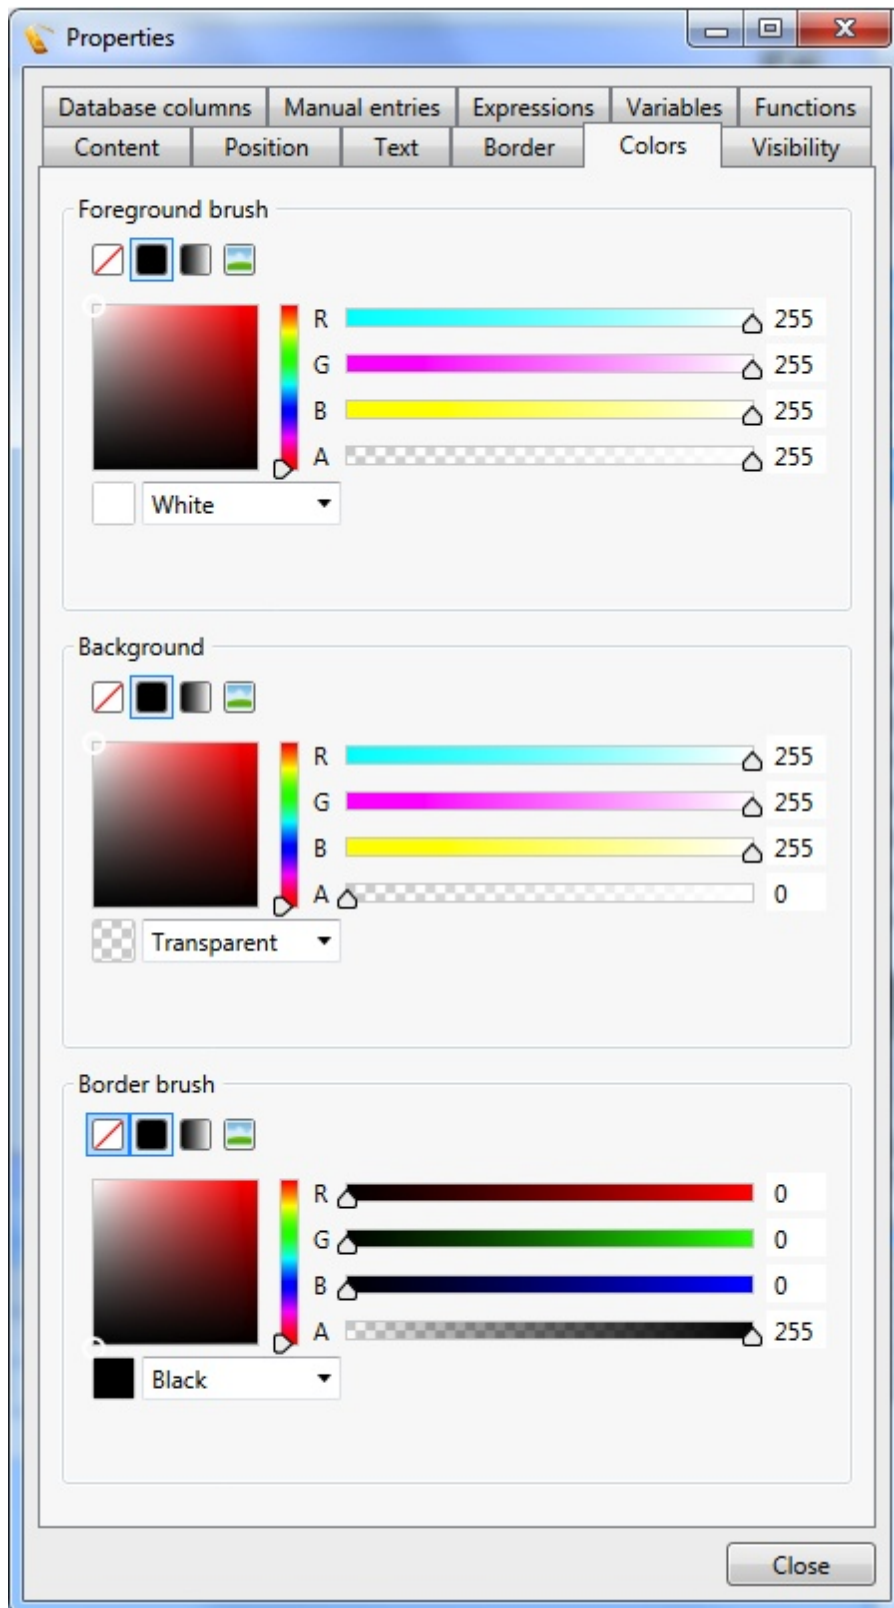 Properties
Database columns Manual entries Expressions Variables Functions
Content Position Text Border Colors Visibility
Foreground brush
R 255
G 255
B 255
A 255
White
Background
R 255
G 255
B 255
A 0
Transparent
Border brush
R 0
G 0
B 0
A 255
Black
Close